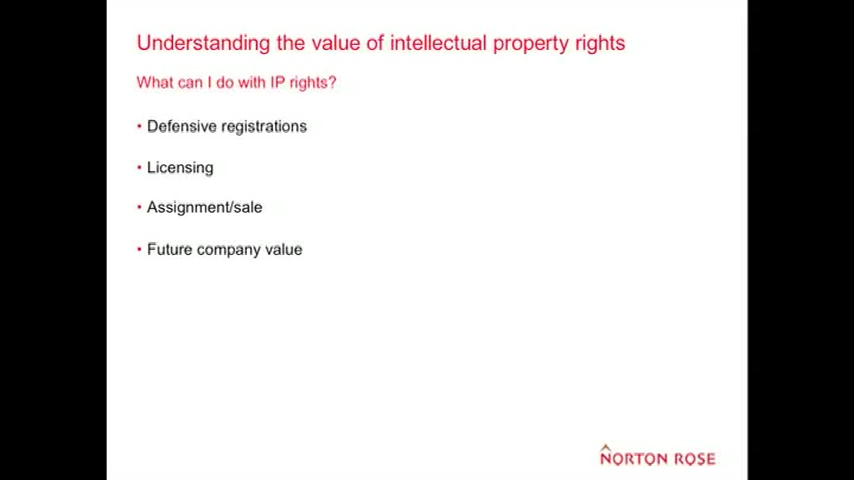 Understanding the value of intellectual property rights
What can I do with IP rights?
• Defensive registrations
• Licensing
• Assignment/sale
• Future company value
NORTON ROSE